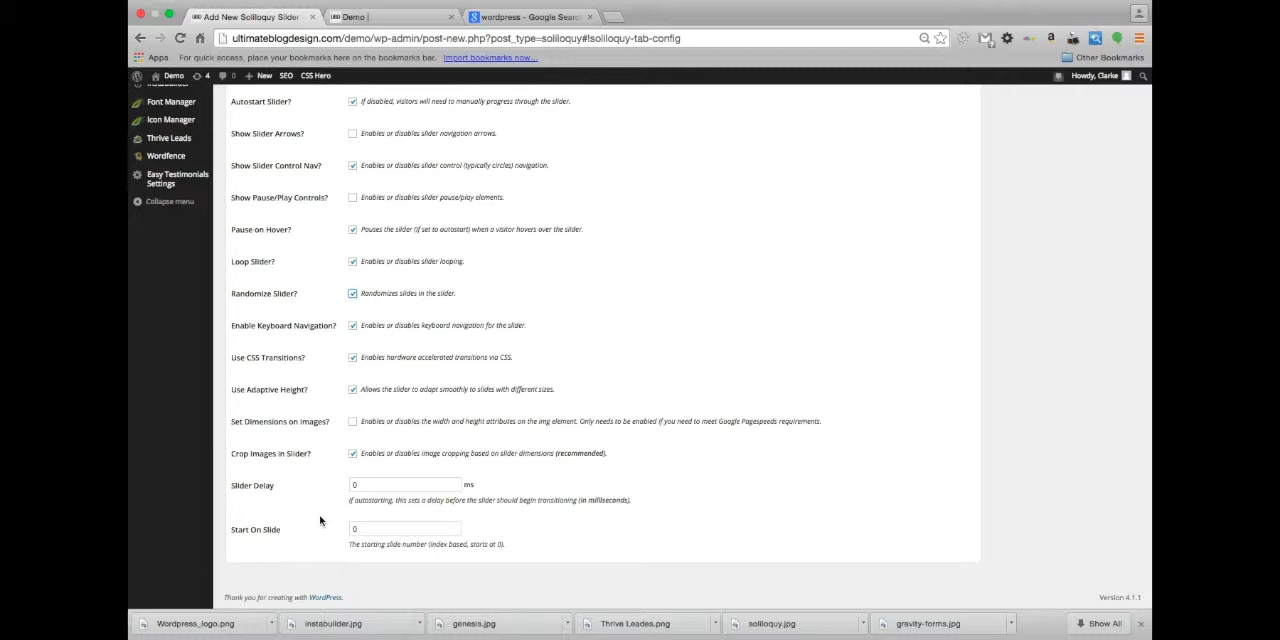 Add New Soliloquy Slider
Demo |
wordpress - Google Searc
ultimateblogdesign.com/demo/wp-admin/post-new.php?post_type=soliloquy#!soliloquy-tab-config
Apps
For quick access, place your bookmarks here on the bookmarks bar. Import bookmarks now...
Other Bookmarks
Demo
4
0
New
SEO
CSS Hero
Howdy, Clarke
Font Manager
Icon Manager
Thrive Leads
Wordfence
Easy Testimonials
Settings
Collapse menu
Autostart Slider? If disabled, visitors will need to manually progress through the slider.
Show Slider Arrows? Enables or disables slider navigation arrows.
Show Slider Control Nav? Enables or disables slider control (typically circles) navigation.
Show Pause/Play Controls? Enables or disables slider pause/play elements.
Pause on Hover? Pauses the slider (if set to autostart) when a visitor hovers over the slider.
Loop Slider? Enables or disables slider looping.
Randomize Slider? Randomizes slides in the slider.
Enable Keyboard Navigation? Enables or disables keyboard navigation for the slider.
Use CSS Transitions? Enables hardware accelerated transitions via CSS.
Use Adaptive Height? Allows the slider to adapt smoothly to slides with different sizes.
Set Dimensions on Images? Enables or disables the width and height attributes on the img element. Only needs to be enabled if you need to meet Google Pagespeeds requirements.
Crop Images in Slider? Enables or disables image cropping based on slider dimensions (recommended).
Slider Delay 0 ms
If autostarting, this sets a delay before the slider should begin transitioning (in milliseconds).
Start On Slide 0
The starting slide number (index based, starts at 0).
Thank you for creating with WordPress.
Version 4.1.1
Wordpress_logo.png
instabuilder.jpg
genesis.jpg
Thrive Leades.png
soliloquy.jpg
gravity-forms.jpg
Show All